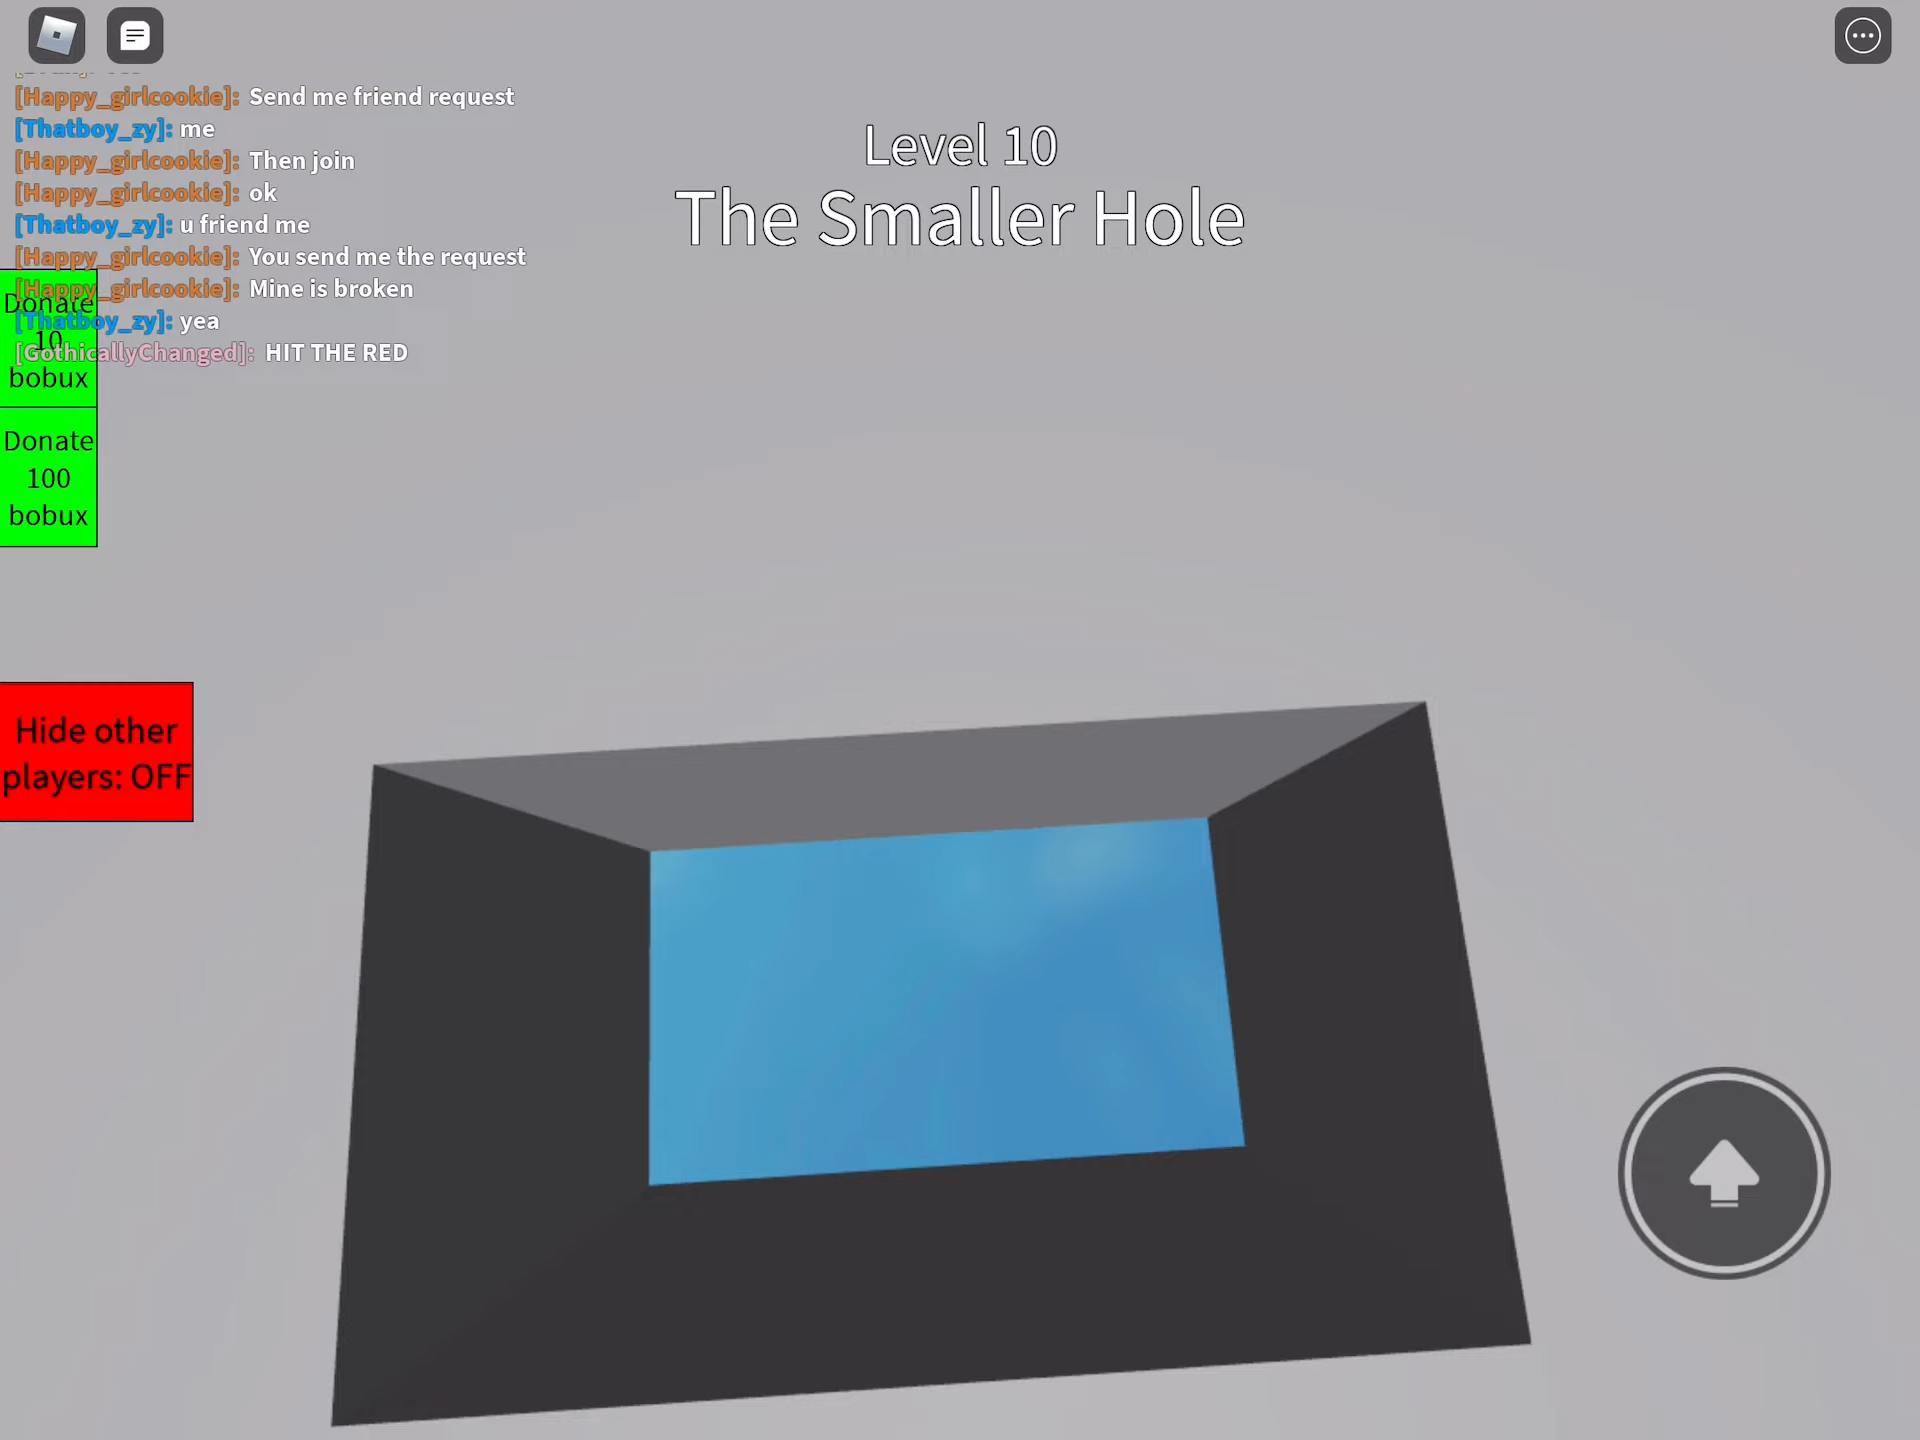 [Happy_girlcookie]: Send me friend request
[Thatboy_zy]: me
[Happy_girlcookie]: Then join
[Happy_girlcookie]: ok
[Thatboy_zy]: u friend me
[Happy_girlcookie]: You send me the request
[Happy_girlcookie]: Mine is broken
[Thatboy_zy]: yea
[GothicallyChanged]: HIT THE RED
Level 10
The Smaller Hole
Donate
10
bobux
Donate
100
bobux
Hide other
players: OFF